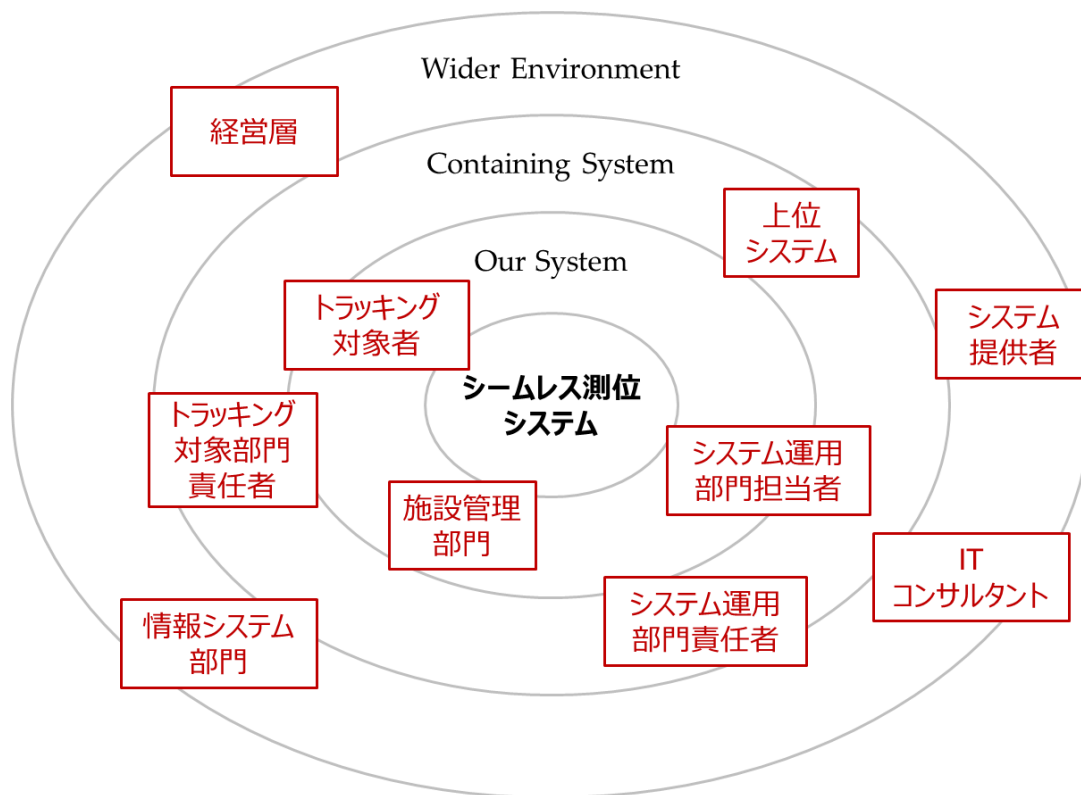 Wider Environment
経営層
Containing System
上位
システム
Our System
トラッキング
対象者
システム
提供者
シームレス測位
システム
トラッキング
対象部門
責任者
システム運用
部門担当者
施設管理
部門
IT
コンサルタント
システム運用
部門責任者
情報システム
部門